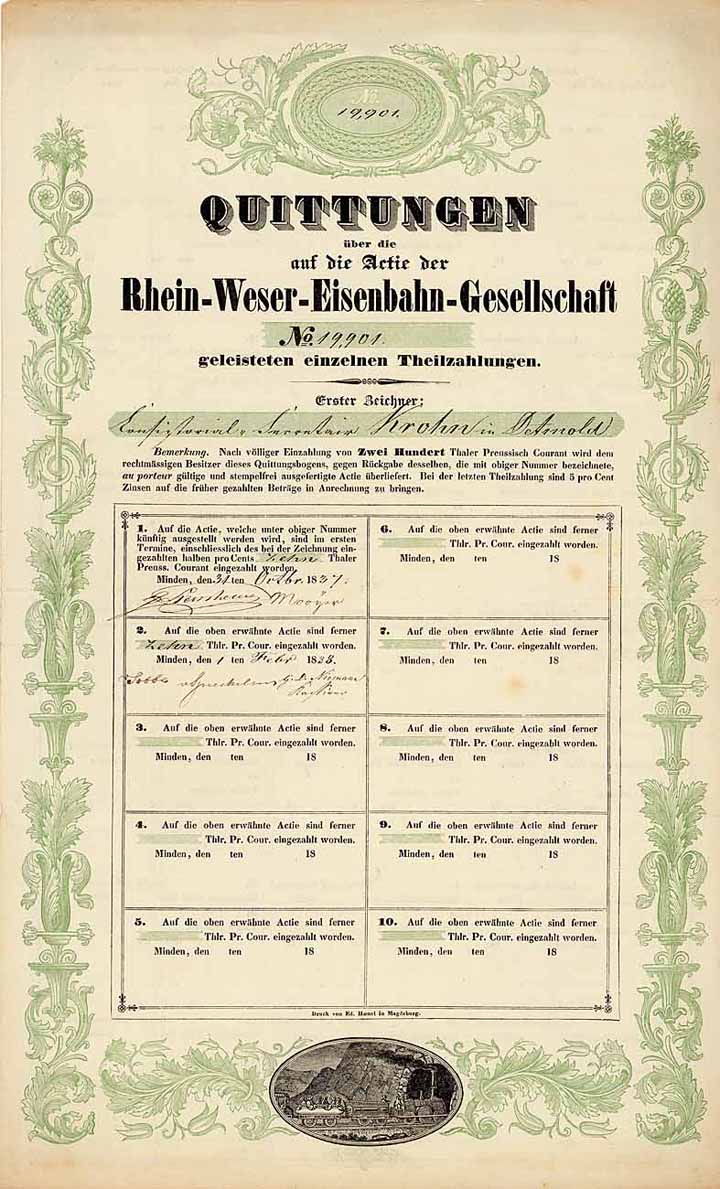 19,901.
QUITTUNGEN
über die
auf die Actie der
Rhein-Weser-Eisenbahn-Gesellschaft
No. 19,901.
geleisteten einzelnen Theilzahlungen.
Erster Zeichner:
Consistorial-Secretair Krohn in Detmold
Bemerkung. Nach völliger Einzahlung von Zwei Hundert Thaler Preussisch Courant wird dem
rechtmässigen Besitzer dieses Quittungsbogens, gegen Rückgabe desselben, die mit obiger Nummer bezeichnete,
au porteur gültige und stempelfrei ausgefertigte Actie überliefert. Bei der letzten Theilzahlung sind 5 pro Cent
Zinsen auf die früher gezahlten Beträge in Anrechnung zu bringen.
1. Auf die Actie, welche unter obiger Nummer
künftig ausgestellt werden wird, sind im ersten
Termine, einschliesslich des bei der Zeichnung ein-
gezahlten halben pro Cents zehn Thaler
Preuss. Courant eingezahlt worden.
Minden, den 31 ten Octbr. 1837.
Mooyer
2. Auf die oben erwähnte Actie sind ferner
zehn Thlr. Pr. Cour. eingezahlt worden.
Minden, den 1 ten Febr 1838.
3. Auf die oben erwähnte Actie sind ferner
Thlr. Pr. Cour. eingezahlt worden.
Minden, den ten 18
4. Auf die oben erwähnte Actie sind ferner
Thlr. Pr. Cour. eingezahlt worden.
Minden, den ten 18
5. Auf die oben erwähnte Actie sind ferner
Thlr. Pr. Cour. eingezahlt worden.
Minden, den ten 18
6. Auf die oben erwähnte Actie sind ferner
Thlr. Pr. Cour. eingezahlt worden.
Minden, den ten 18
7. Auf die oben erwähnte Actie sind ferner
Thlr. Pr. Cour. eingezahlt worden.
Minden, den ten 18
8. Auf die oben erwähnte Actie sind ferner
Thlr. Pr. Cour. eingezahlt worden.
Minden, den ten 18
9. Auf die oben erwähnte Actie sind ferner
Thlr. Pr. Cour. eingezahlt worden.
Minden, den ten 18
10. Auf die oben erwähnte Actie sind ferner
Thlr. Pr. Cour. eingezahlt worden.
Minden, den ten 18
Druck von Ed. Haenel in Magdeburg.